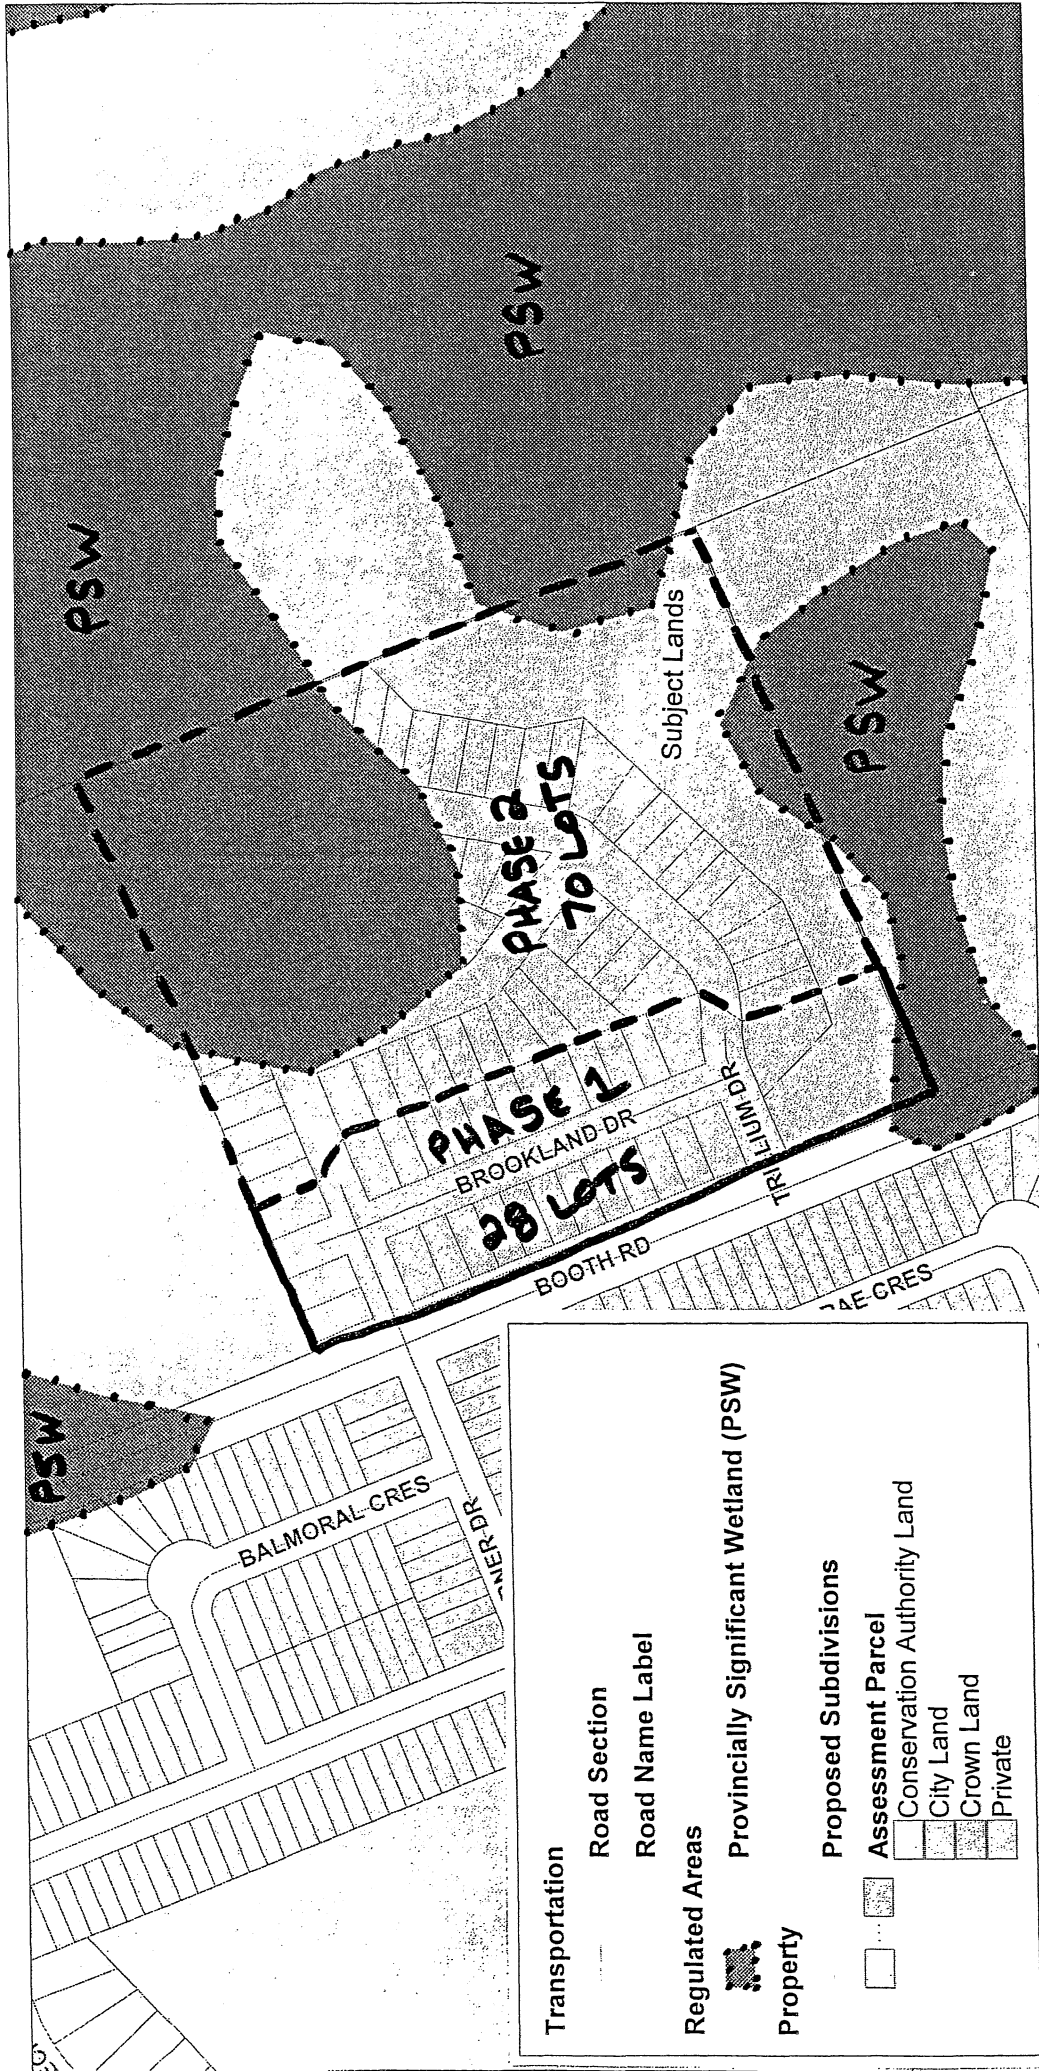 PSW
PSW
PSW
PSW
Subject Lands
PHASE 2
70 LOTS
PHASE 1
28 LOTS
BROOKLAND DR
TRILLIUM DR
BOOTH RD
BALMORAL CRES
NER DR
RAE CRES
Transportation
Road Section
Road Name Label
Regulated Areas
Provincially Significant Wetland (PSW)
Property
Proposed Subdivisions
Assessment Parcel
Conservation Authority Land
City Land
Crown Land
Private